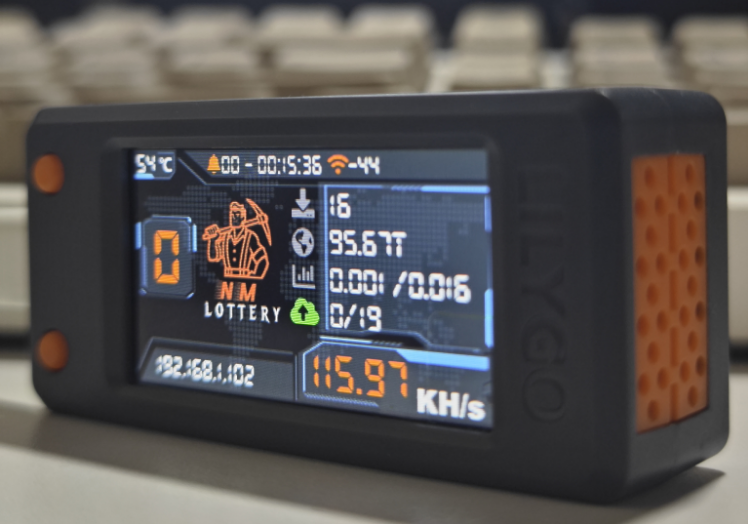 54°C 00 - 00:15:36 -44
16
0
95.67T
0.001 /0.016
NM
LOTTERY
0/19
192.168.1.102
115.97 KH/s
LILYGO